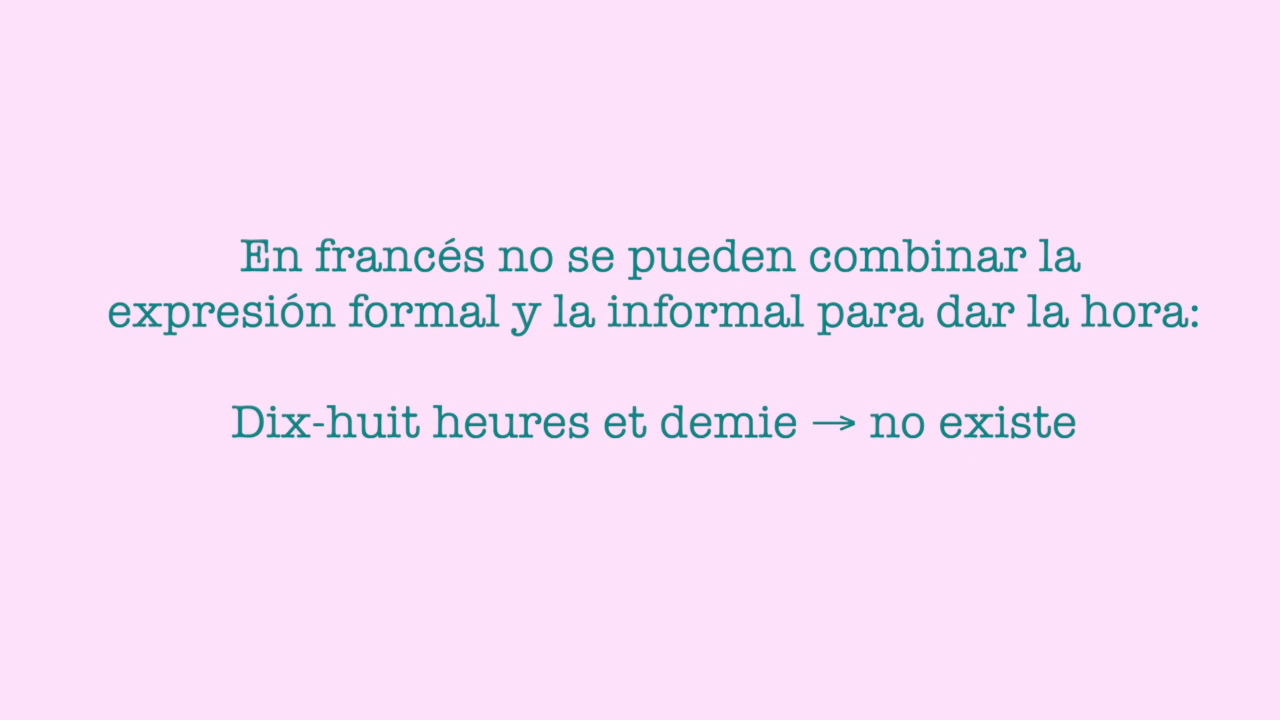 En francés no se pueden combinar la
expresión formal y la informal para dar la hora:
Dix-huit heures et demie → no existe